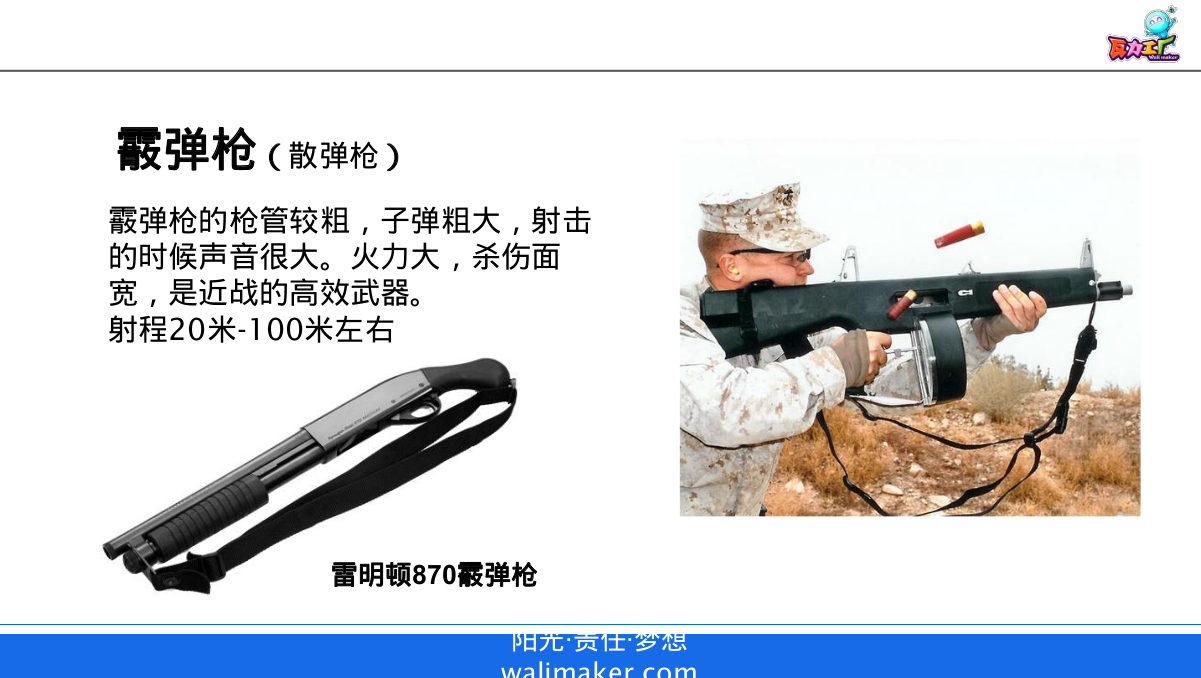 瓦力工厂
Wali maker
霰弹枪（散弹枪）
霰弹枪的枪管较粗，子弹粗大，射击
的时候声音很大。火力大，杀伤面
宽，是近战的高效武器。
射程20米-100米左右
雷明顿870霰弹枪
阳光·责任·梦想
walimaker.com